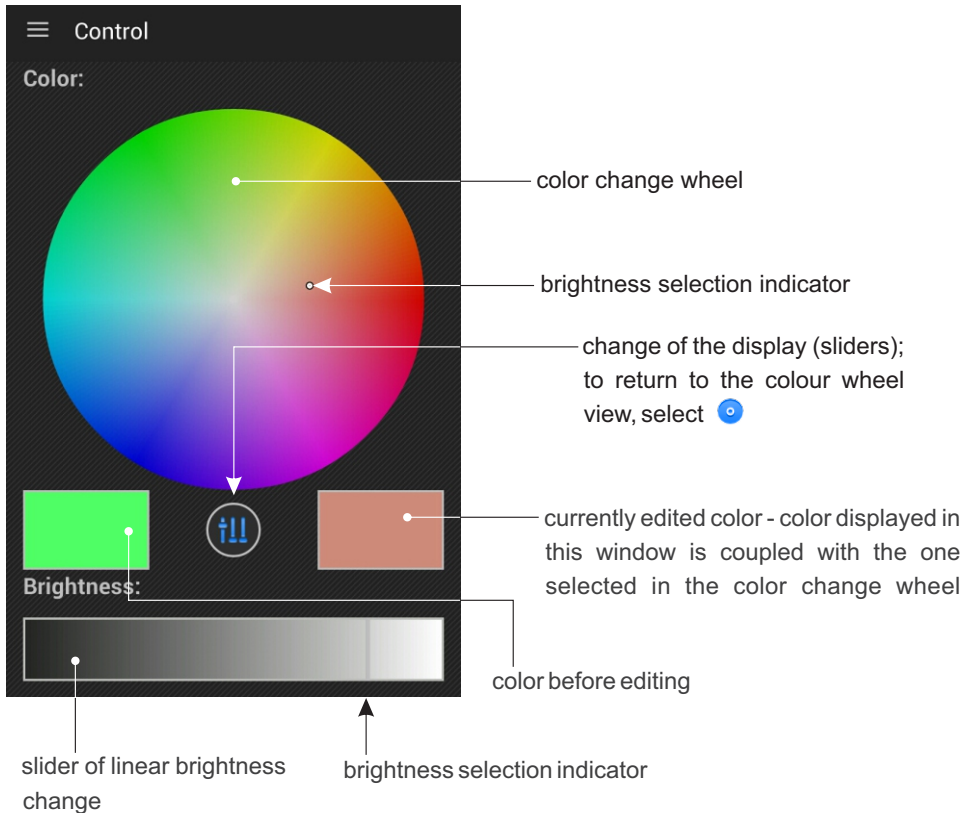 Control
Color:
color change wheel
brightness selection indicator
change of the display (sliders);
to return to the colour wheel
view, select
currently edited color - color displayed in
this window is coupled with the one
selected in the color change wheel
Brightness:
color before editing
slider of linear brightness
change
brightness selection indicator